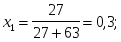 x₁ = 27 / (27 + 63) = 0,3;